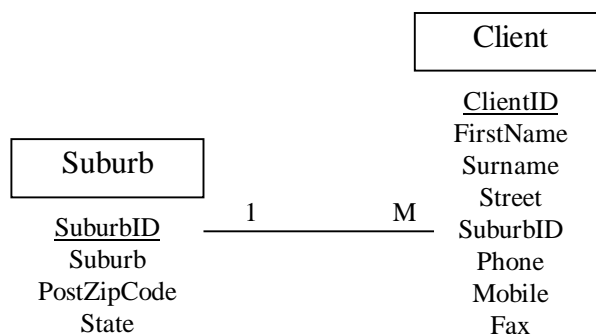 Client
ClientID
FirstName
Surname
Street
SuburbID
Phone
Mobile
Fax
Suburb
SuburbID
Suburb
PostZipCode
State
1 M